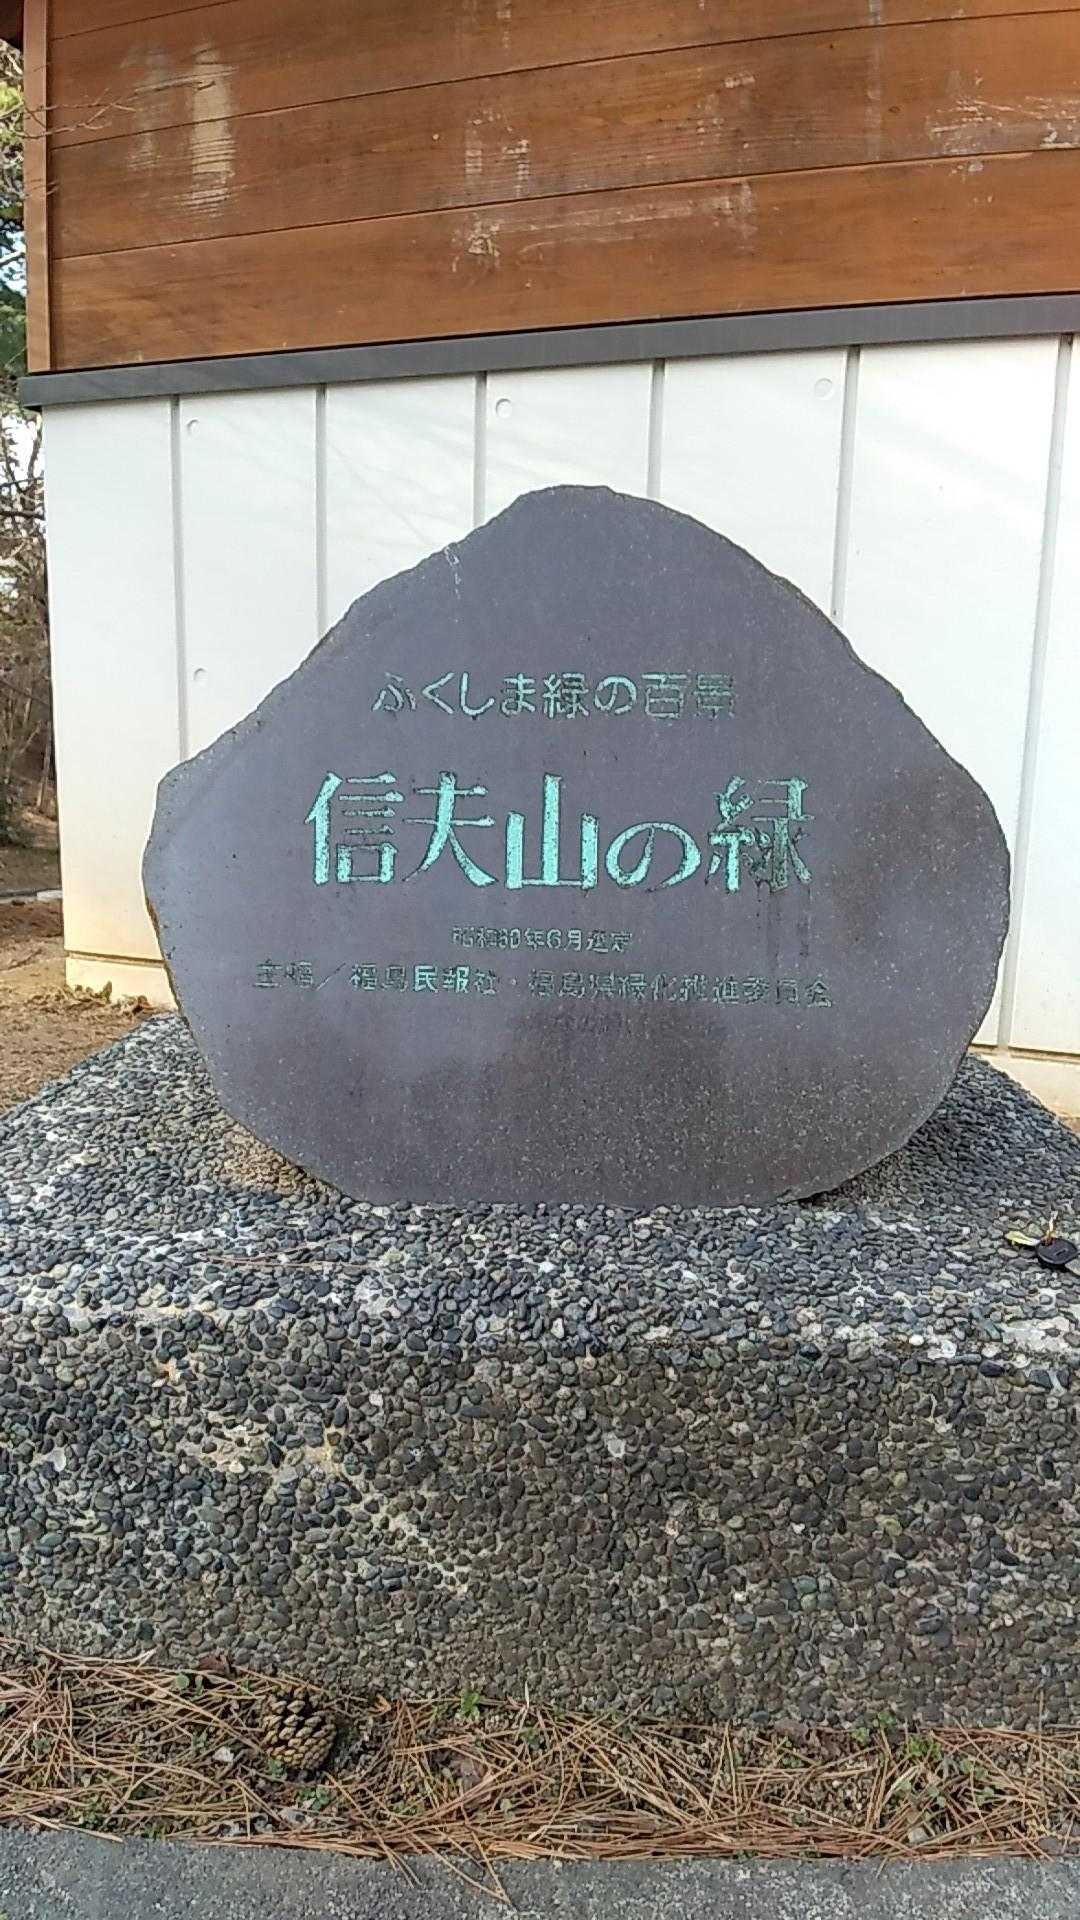 ふくしま緑の百景
信夫山の緑
昭和60年6月選定
主唱／福島民報社・福島県緑化推進委員会